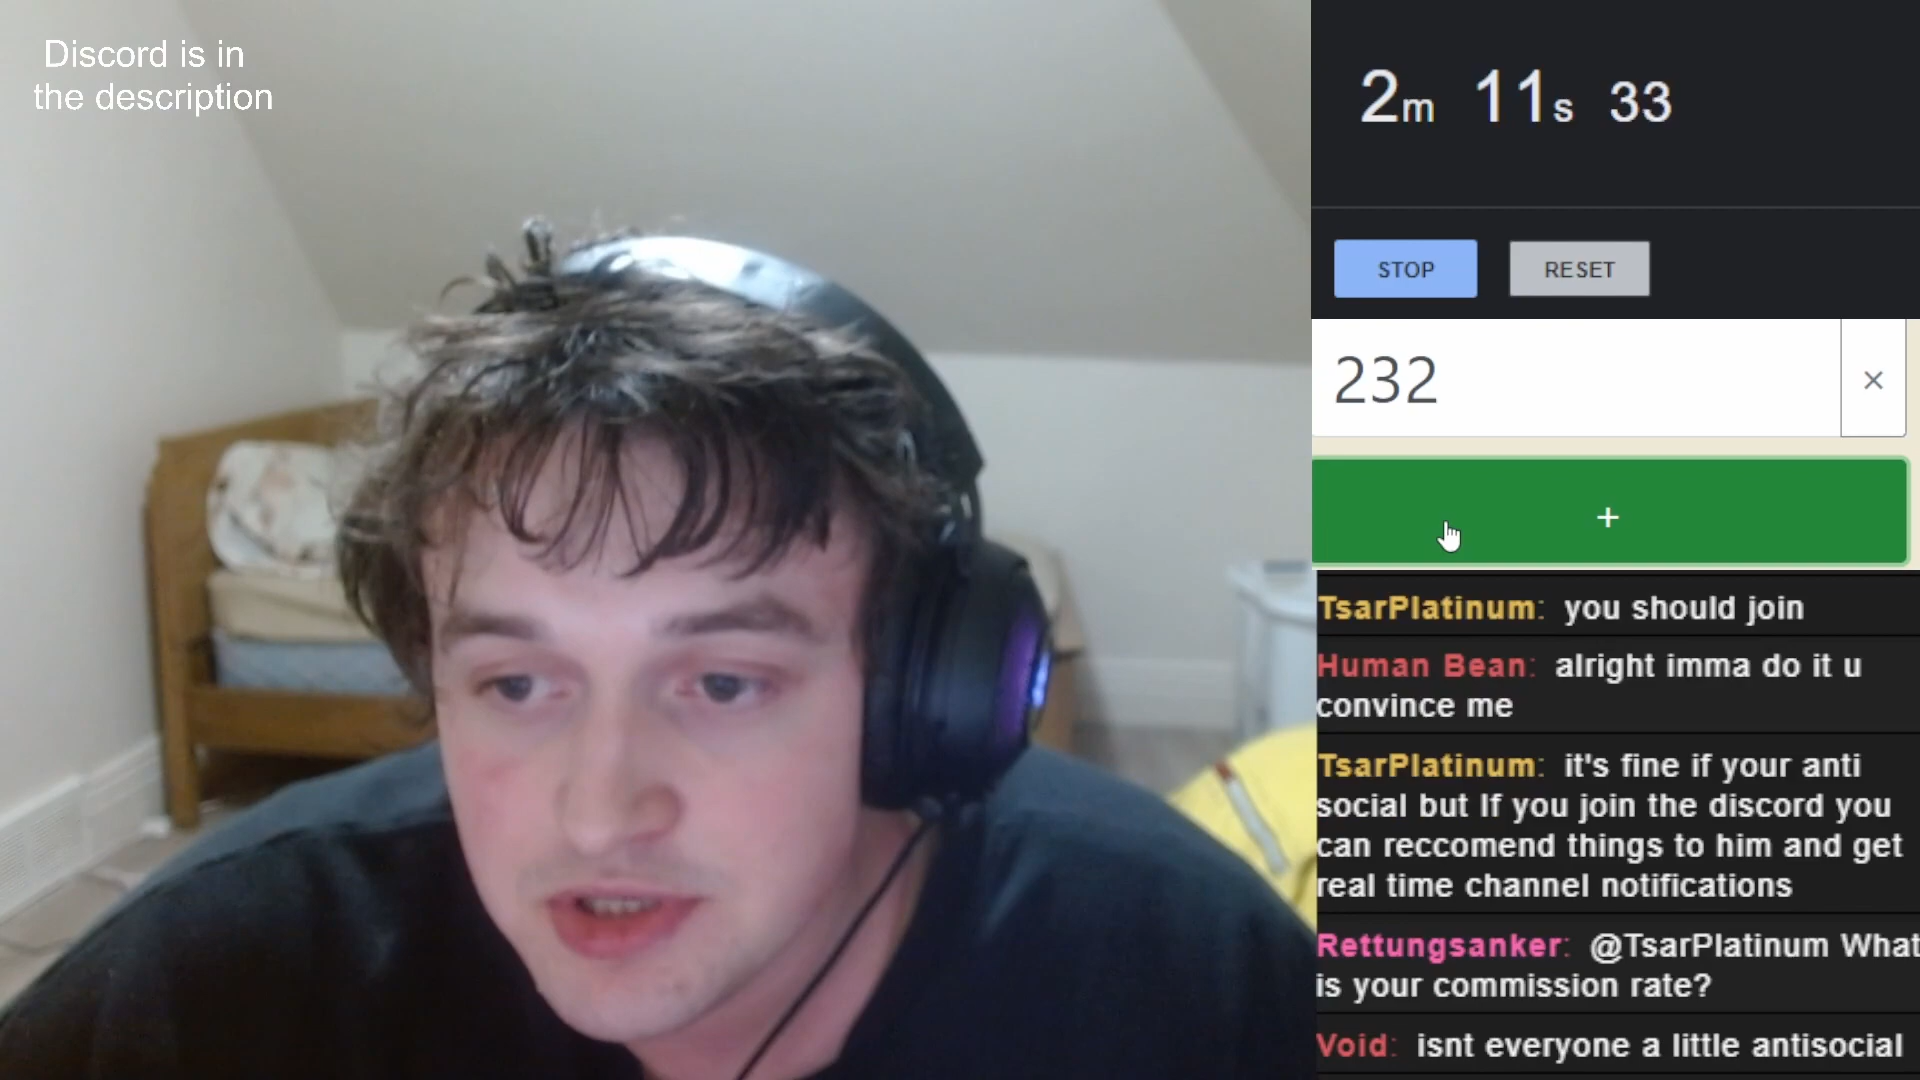 Discord is in
the description
2m 11s 33
STOP RESET
232 ×
+
TsarPlatinum: you should join
Human Bean: alright imma do it u
convince me
TsarPlatinum: it's fine if your anti
social but If you join the discord you
can reccomend things to him and get
real time channel notifications
Rettungsanker: @TsarPlatinum What
is your commission rate?
Void: isnt everyone a little antisocial